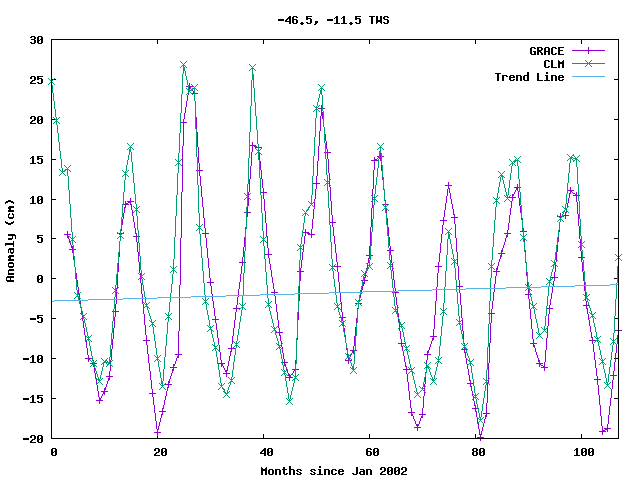 -46.5, -11.5 TWS
GRACE
CLM
Trend Line
30
25
20
15
10
5
0
-5
-10
-15
-20
Anomaly (cm)
0 20 40 60 80 100
Months since Jan 2002